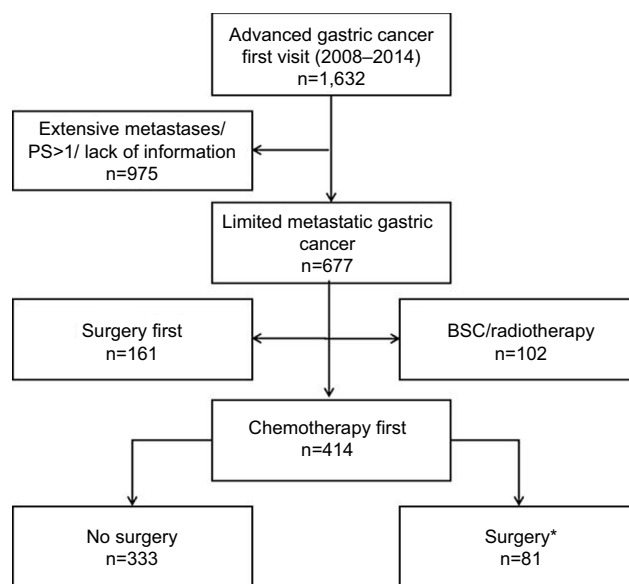 Advanced gastric cancer
first visit (2008–2014)
n=1,632
Extensive metastases/
PS>1/ lack of information
n=975
Limited metastatic gastric
cancer
n=677
Surgery first
n=161
BSC/radiotherapy
n=102
Chemotherapy first
n=414
No surgery
n=333
Surgery*
n=81